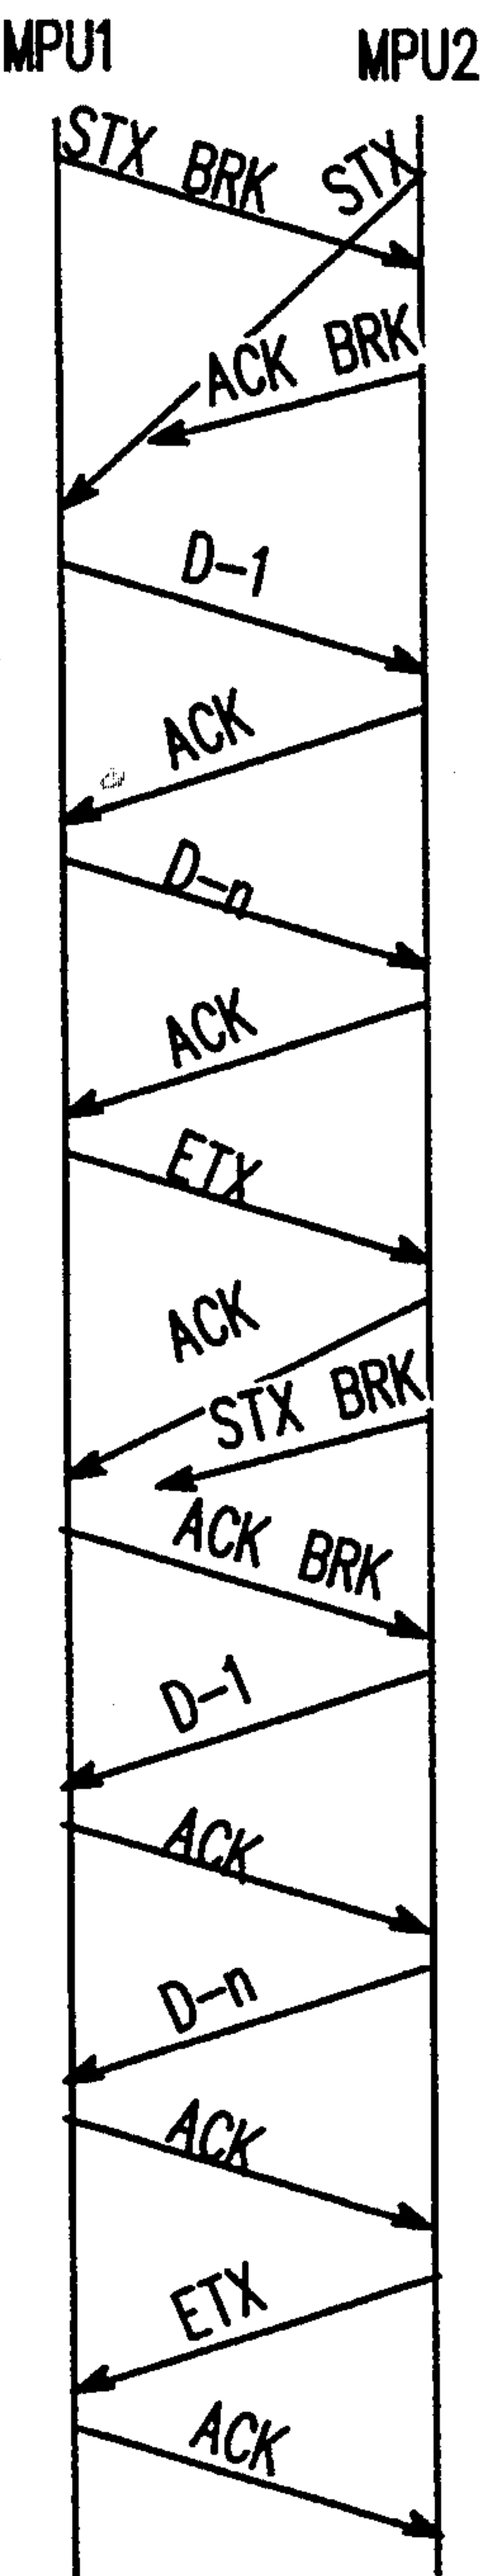 MPU1 MPU2
STX BRK STX
ACK BRK
D-1
ACK
D-n
ACK
ETX
ACK
STX BRK
ACK BRK
D-1
ACK
D-n
ACK
ETX
ACK